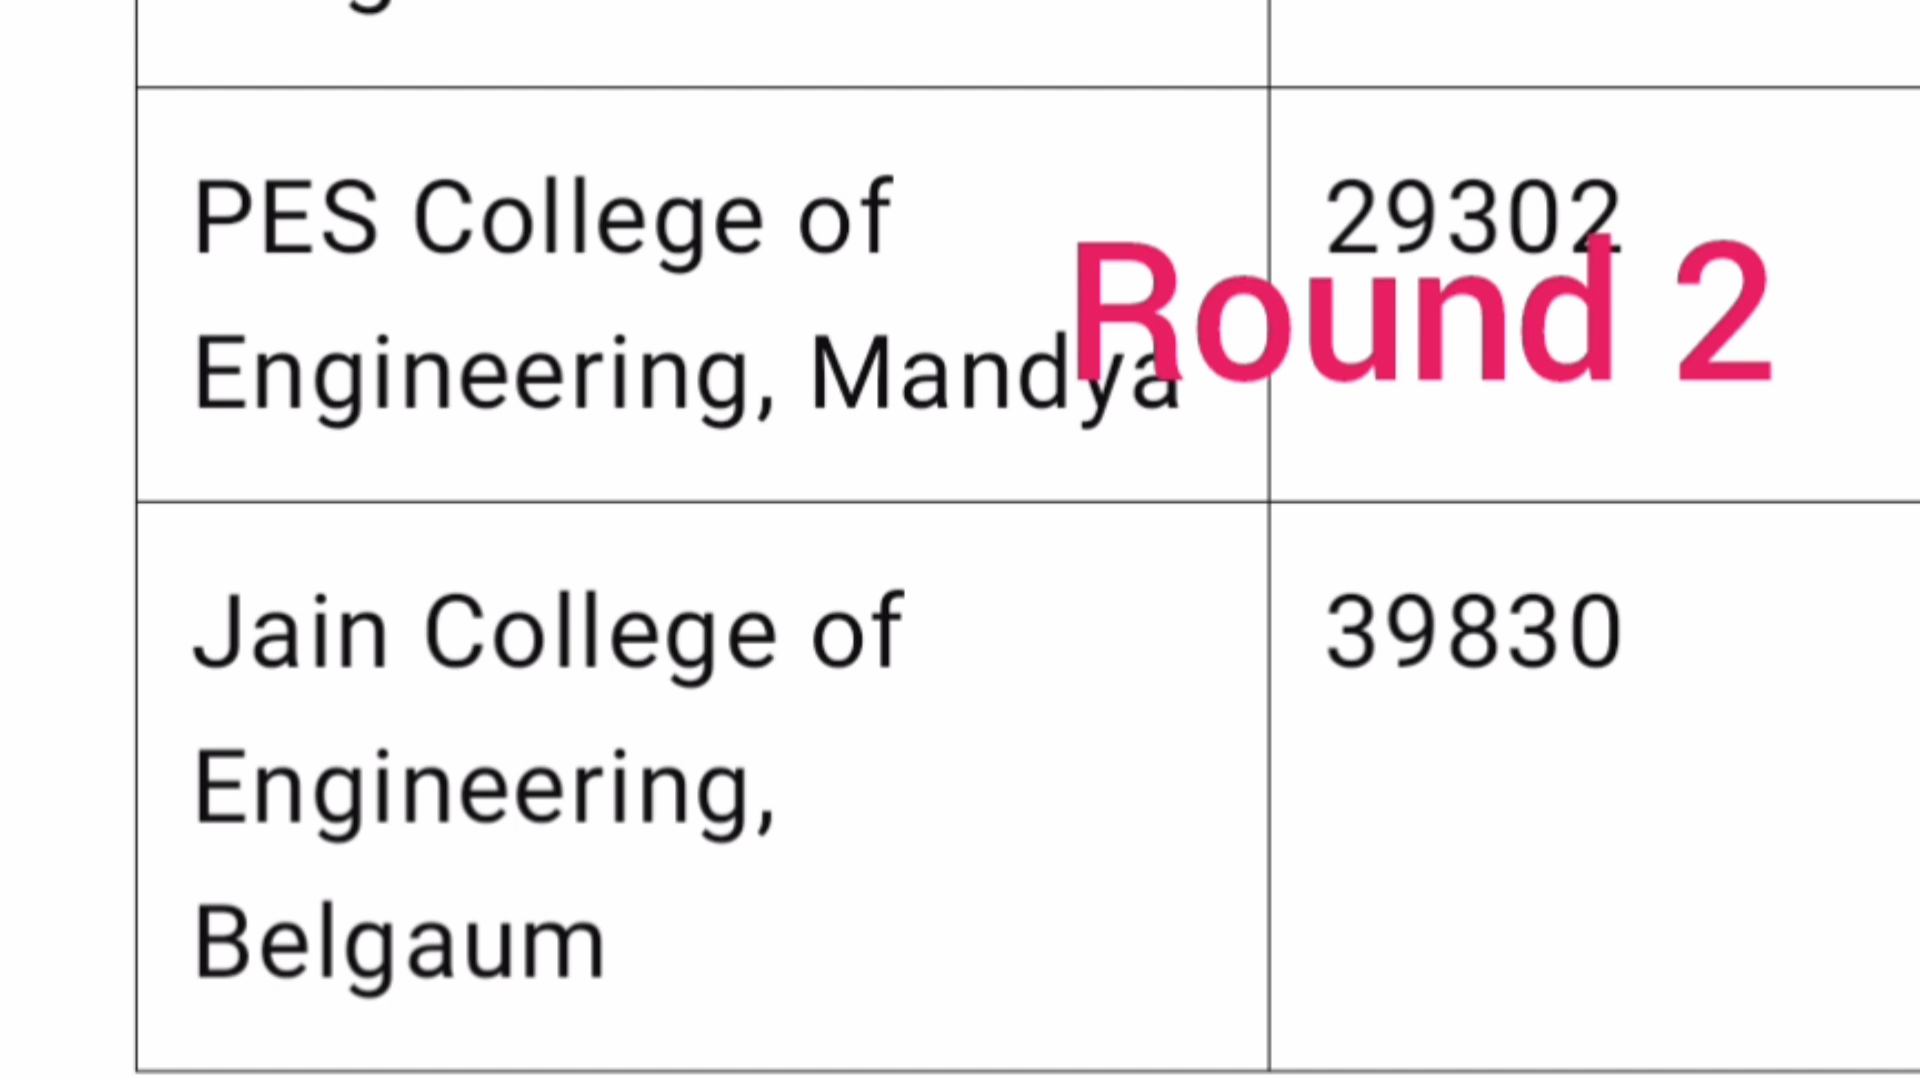 PES College of
Engineering, Mandya
29302
Round 2
Jain College of
Engineering,
Belgaum
39830